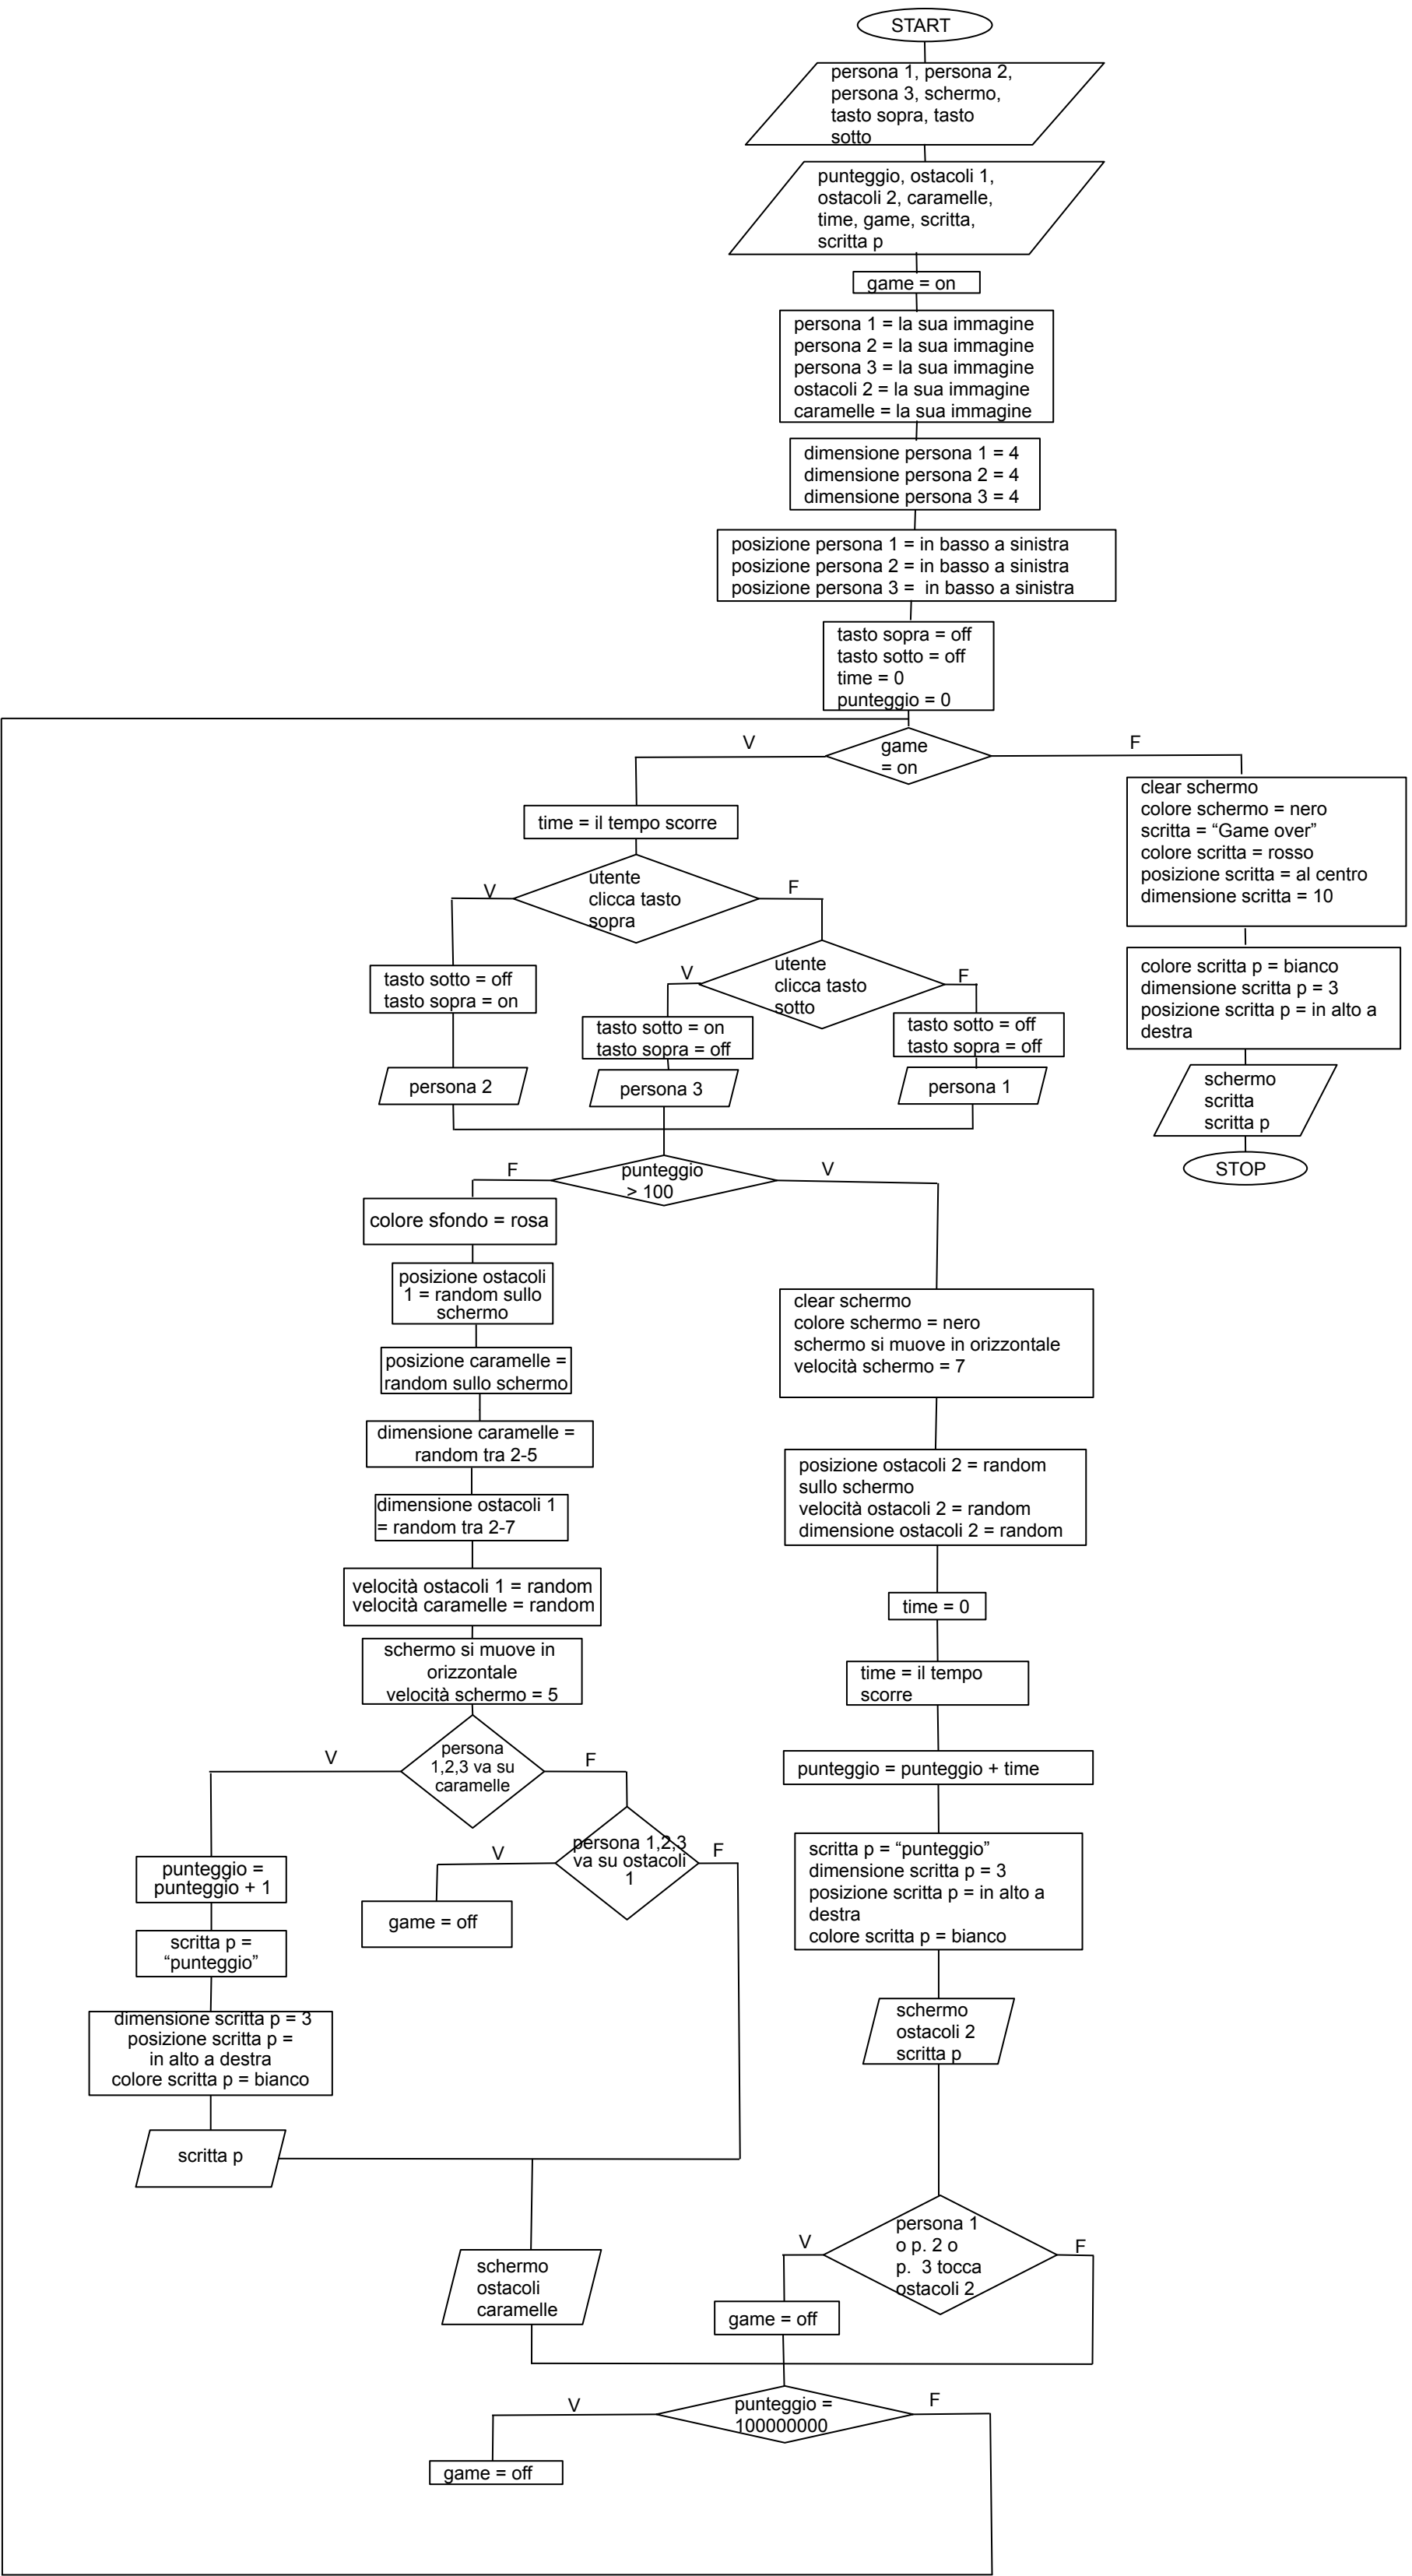 START
persona 1, persona 2,
persona 3, schermo,
tasto sopra, tasto
sotto
punteggio, ostacoli 1,
ostacoli 2, caramelle,
time, game, scritta,
scritta p
game = on
persona 1 = la sua immagine
persona 2 = la sua immagine
persona 3 = la sua immagine
ostacoli 2 = la sua immagine
caramelle = la sua immagine
dimensione persona 1 = 4
dimensione persona 2 = 4
dimensione persona 3 = 4
posizione persona 1 = in basso a sinistra
posizione persona 2 = in basso a sinistra
posizione persona 3 =  in basso a sinistra
tasto sopra = off
tasto sotto = off
time = 0
punteggio = 0
game
= on
V
F
clear schermo
colore schermo = nero
scritta = “Game over”
colore scritta = rosso
posizione scritta = al centro
dimensione scritta = 10
colore scritta p = bianco
dimensione scritta p = 3
posizione scritta p = in alto a
destra
schermo
scritta
scritta p
STOP
time = il tempo scorre
utente
clicca tasto
sopra
V
F
tasto sotto = off
tasto sopra = on
persona 2
utente
clicca tasto
sotto
V
F
tasto sotto = on
tasto sopra = off
persona 3
tasto sotto = off
tasto sopra = off
persona 1
punteggio
> 100
F
V
colore sfondo = rosa
posizione ostacoli
1 = random sullo
schermo
posizione caramelle =
random sullo schermo
dimensione caramelle =
random tra 2-5
dimensione ostacoli 1
= random tra 2-7
velocità ostacoli 1 = random
velocità caramelle = random
schermo si muove in
orizzontale
velocità schermo = 5
persona
1,2,3 va su
caramelle
V
F
punteggio =
punteggio + 1
scritta p =
“punteggio”
dimensione scritta p = 3
posizione scritta p =
in alto a destra
colore scritta p = bianco
scritta p
persona 1,2,3
va su ostacoli
1
V
F
game = off
schermo
ostacoli
caramelle
clear schermo
colore schermo = nero
schermo si muove in orizzontale
velocità schermo = 7
posizione ostacoli 2 = random
sullo schermo
velocità ostacoli 2 = random
dimensione ostacoli 2 = random
time = 0
time = il tempo
scorre
punteggio = punteggio + time
scritta p = “punteggio”
dimensione scritta p = 3
posizione scritta p = in alto a
destra
colore scritta p = bianco
schermo
ostacoli 2
scritta p
persona 1
o p. 2 o
p.  3 tocca
ostacoli 2
V
F
game = off
punteggio =
100000000
V
F
game = off